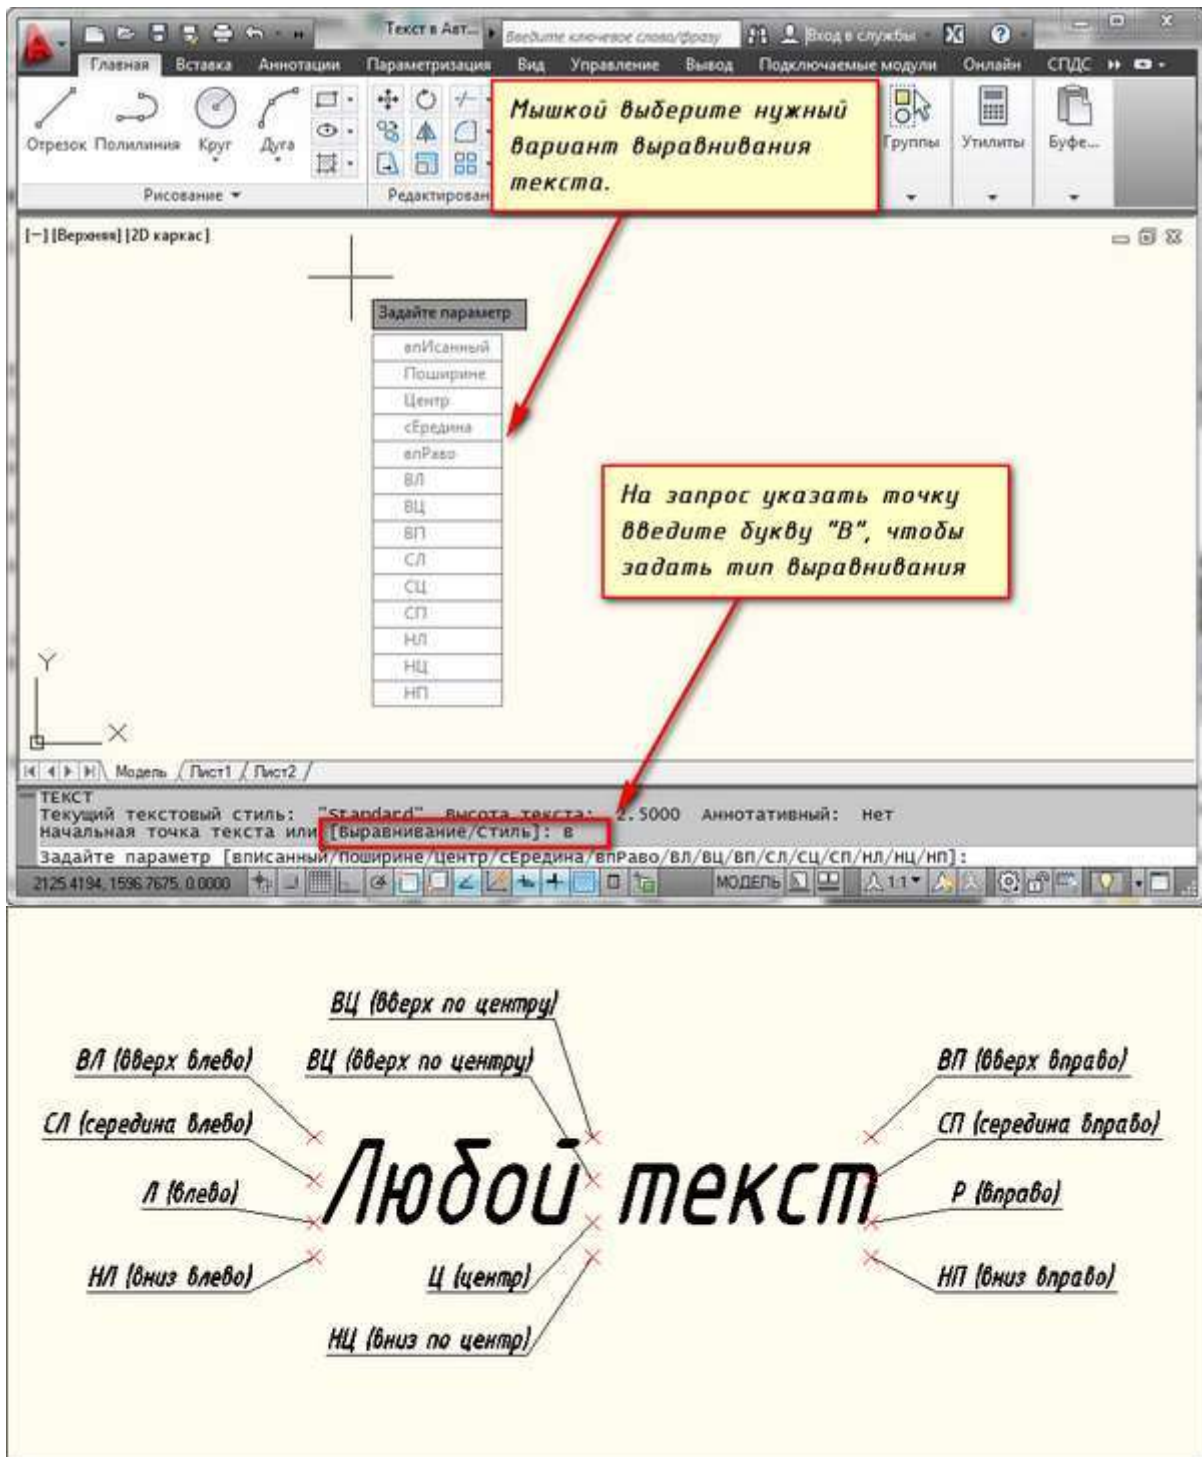 Текст в Авт...
Введите ключевое слово/фразу
Вход в службы
Главная Вставка Аннотации Параметризация Вид Управление Вывод Подключаемые модули Онлайн СПДС
Отрезок Полилиния Круг Дуга
Группы Утилиты Буфе...
Рисование
Редактирован
Мышкой выберите нужный
вариант выравнивания
текста.
[−] [Верхняя] [2D каркас]
Задайте параметр
впИсанный
Поширине
Центр
сЕредина
впРаво
ВЛ
ВЦ
ВП
СЛ
СЦ
СП
НЛ
НЦ
НП
На запрос указать точку
введите букву "В", чтобы
задать тип выравнивания
Y
X
Модель Лист1 Лист2
ТЕКСТ
Текущий текстовый стиль: "Standard" Высота текста: 2.5000 Аннотативный: Нет
Начальная точка текста или [Выравнивание/Стиль]: в
Задайте параметр [впИсанный/Поширине/Центр/сЕредина/впРаво/ВЛ/ВЦ/ВП/СЛ/СЦ/СП/НЛ/НЦ/НП]:
2125.4194, 1596.7675, 0.0000 МОДЕЛЬ 1:1
ВЦ (вверх по центру)
ВЛ (вверх влево) ВЦ (вверх по центру) ВП (вверх вправо)
СЛ (середина влево) СП (середина вправо)
Любой текст
Л (влево) Р (вправо)
НЛ (вниз влево) Ц (центр) НП (вниз вправо)
НЦ (вниз по центр)